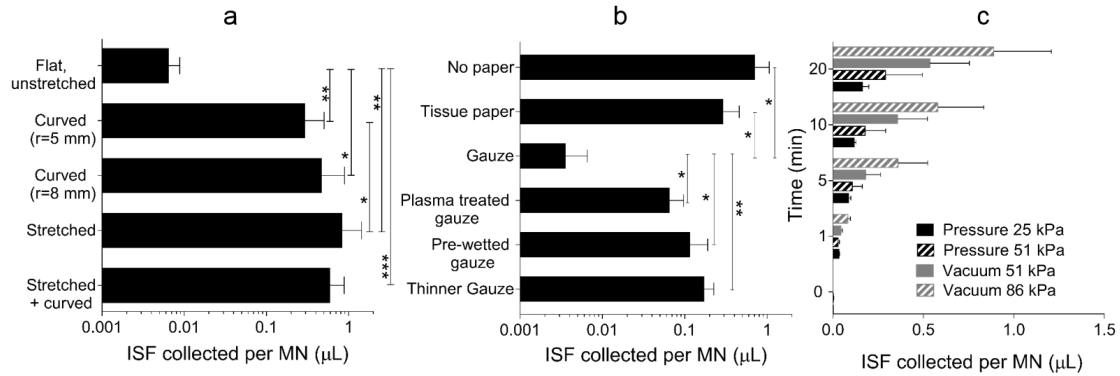 a
Flat,
unstretched
Curved
(r=5 mm)
Curved
(r=8 mm)
Stretched
Stretched
+ curved
**
*
*
**
***
0.001
0.01
0.1
1
ISF collected per MN (μL)
b
No paper
Tissue paper
Gauze
Plasma treated
gauze
Pre-wetted
gauze
Thinner Gauze
*
*
*
*
**
0.001
0.01
0.1
1
ISF collected per MN (μL)
c
Time (min)
20
10
5
1
0
Pressure 25 kPa
Pressure 51 kPa
Vacuum 51 kPa
Vacuum 86 kPa
0.0
0.5
1.0
1.5
ISF collected per MN (μL)